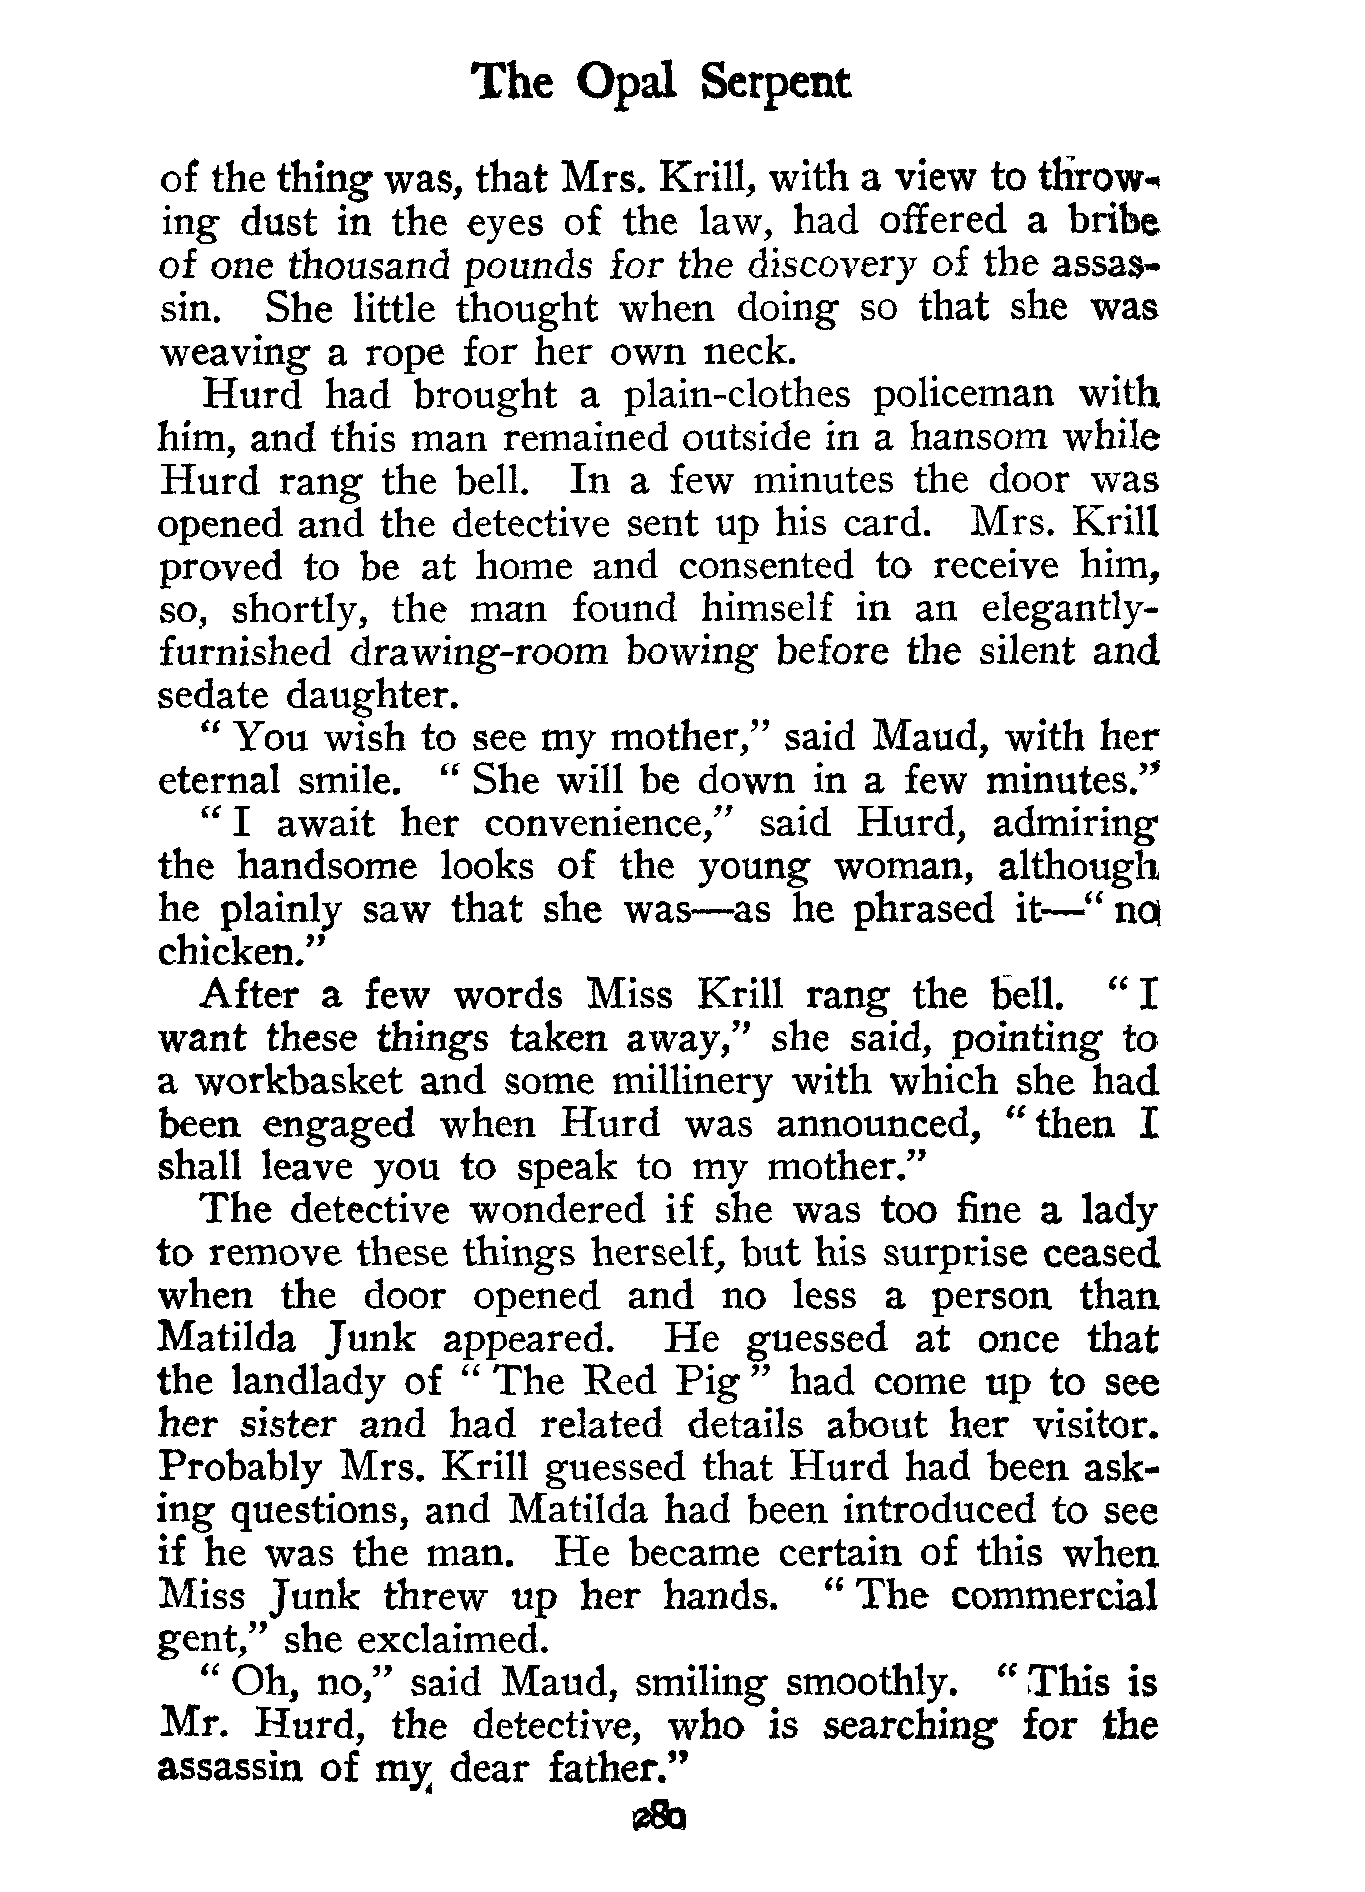 The Opal Serpent
of the thing was, that Mrs. Krill, with a view to throw-
ing dust in the eyes of the law, had offered a bribe
of one thousand pounds for the discovery of the assas-
sin. She little thought when doing so that she was
weaving a rope for her own neck.
Hurd had brought a plain-clothes policeman with
him, and this man remained outside in a hansom while
Hurd rang the bell. In a few minutes the door was
opened and the detective sent up his card. Mrs. Krill
proved to be at home and consented to receive him,
so, shortly, the man found himself in an elegantly-
furnished drawing-room bowing before the silent and
sedate daughter.
" You wish to see my mother," said Maud, with her
eternal smile. " She will be down in a few minutes."
" I await her convenience," said Hurd, admiring
the handsome looks of the young woman, although
he plainly saw that she was—as he phrased it—" no
chicken."
After a few words Miss Krill rang the bell. " I
want these things taken away," she said, pointing to
a workbasket and some millinery with which she had
been engaged when Hurd was announced, " then I
shall leave you to speak to my mother."
The detective wondered if she was too fine a lady
to remove these things herself, but his surprise ceased
when the door opened and no less a person than
Matilda Junk appeared. He guessed at once that
the landlady of " The Red Pig " had come up to see
her sister and had related details about her visitor.
Probably Mrs. Krill guessed that Hurd had been ask-
ing questions, and Matilda had been introduced to see
if he was the man. He became certain of this when
Miss Junk threw up her hands. " The commercial
gent," she exclaimed.
" Oh, no," said Maud, smiling smoothly. " This is
Mr. Hurd, the detective, who is searching for the
assassin of my dear father."
280